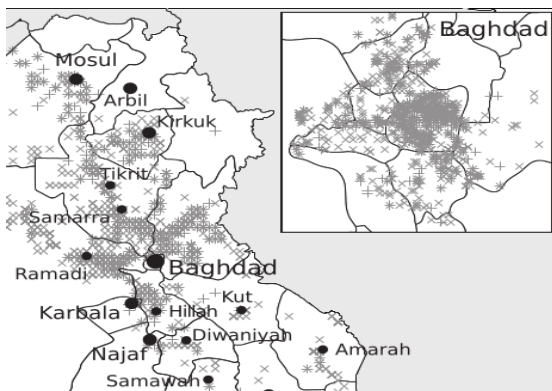 Mosul
Arbil
Kirkuk
Tikrit
Samarra
Ramadi
Baghdad
Karbala
Hillah
Kut
Najaf
Diwaniyah
Samawah
Amarah
Baghdad